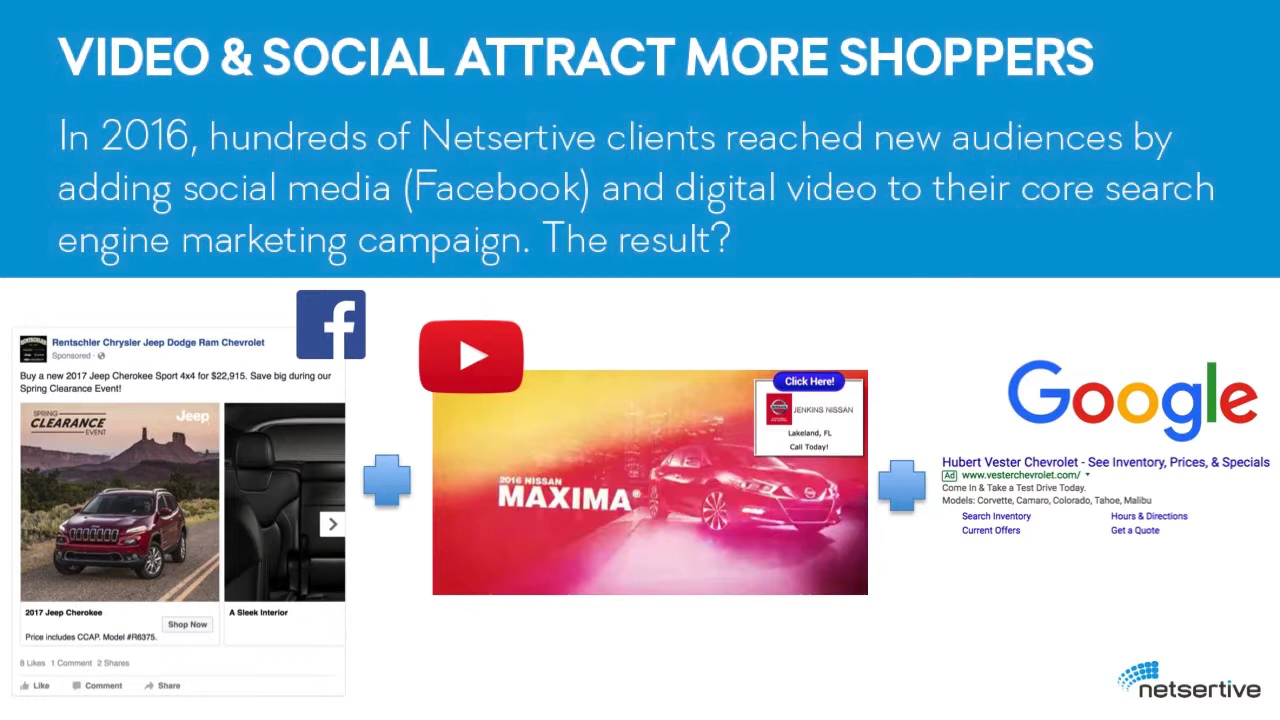 VIDEO & SOCIAL ATTRACT MORE SHOPPERS
In 2016, hundreds of Netsertive clients reached new audiences by
adding social media (Facebook) and digital video to their core search
engine marketing campaign. The result?
f
Rentschler Chrysler Jeep Dodge Ram Chevrolet
Sponsored ·
Buy a new 2017 Jeep Cherokee Sport 4x4 for $22,915. Save big during our
Spring Clearance Event!
SPRING
CLEARANCE
EVENT
Jeep
2017 Jeep Cherokee
Shop Now
Price includes CCAP. Model #R6375.
A Sleek Interior
8 Likes 1 Comment 2 Shares
Like Comment Share
Click Here!
JENKINS NISSAN
Lakeland, FL
Call Today!
2016 NISSAN
MAXIMA®
Google
Hubert Vester Chevrolet - See Inventory, Prices, & Specials
Ad www.vesterchevrolet.com/
Come In & Take a Test Drive Today.
Models: Corvette, Camaro, Colorado, Tahoe, Malibu
Search Inventory Hours & Directions
Current Offers Get a Quote
netsertive